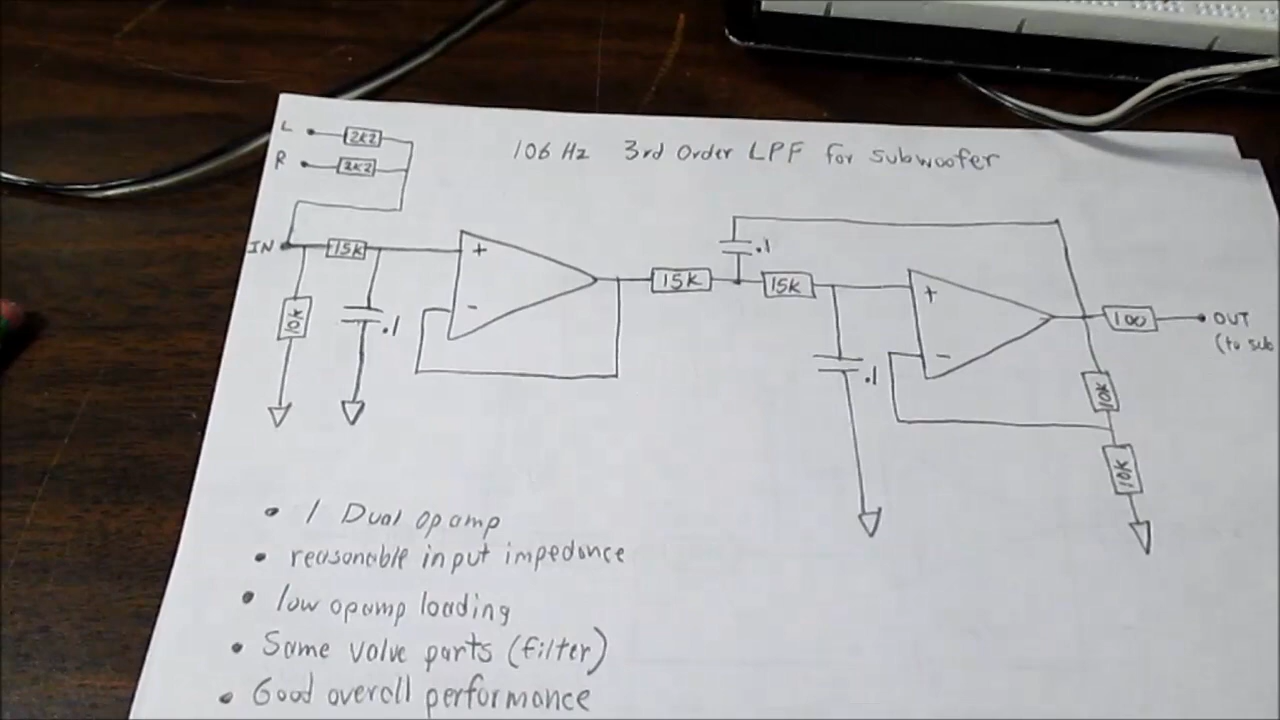 L 2K2
R 2K2
106 Hz 3rd Order LPF for Subwoofer
IN 15K
10K
.1
+
-
15K
.1
15K
.1
+
-
100
OUT
(to sub
10K
10K
• 1 Dual opamp
• reasonable input impedance
• low opamp loading
• Same value parts (filter)
• Good overall performance